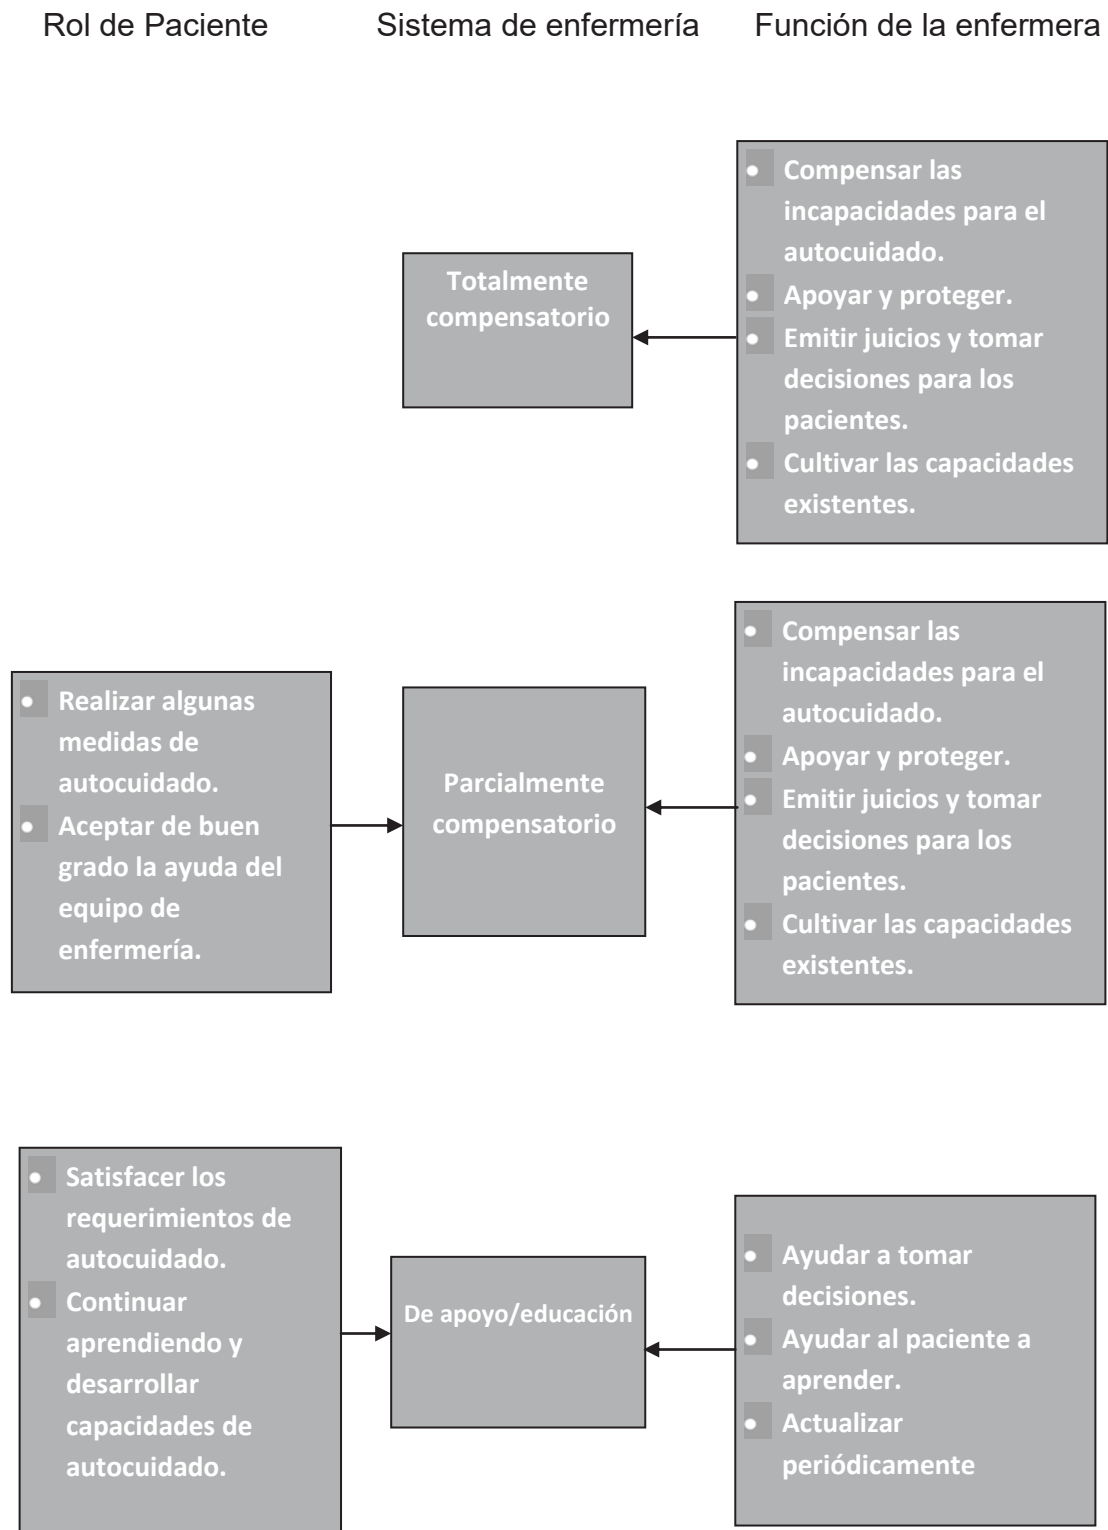 Rol de Paciente
Sistema de enfermería
Función de la enfermera
Totalmente
compensatorio
• Compensar las
incapacidades para el
autocuidado.
• Apoyar y proteger.
• Emitir juicios y tomar
decisiones para los
pacientes.
• Cultivar las capacidades
existentes.
• Realizar algunas
medidas de
autocuidado.
• Aceptar de buen
grado la ayuda del
equipo de
enfermería.
Parcialmente
compensatorio
• Compensar las
incapacidades para el
autocuidado.
• Apoyar y proteger.
• Emitir juicios y tomar
decisiones para los
pacientes.
• Cultivar las capacidades
existentes.
• Satisfacer los
requerimientos de
autocuidado.
• Continuar
aprendiendo y
desarrollar
capacidades de
autocuidado.
De apoyo/educación
• Ayudar a tomar
decisiones.
• Ayudar al paciente a
aprender.
• Actualizar
periódicamente